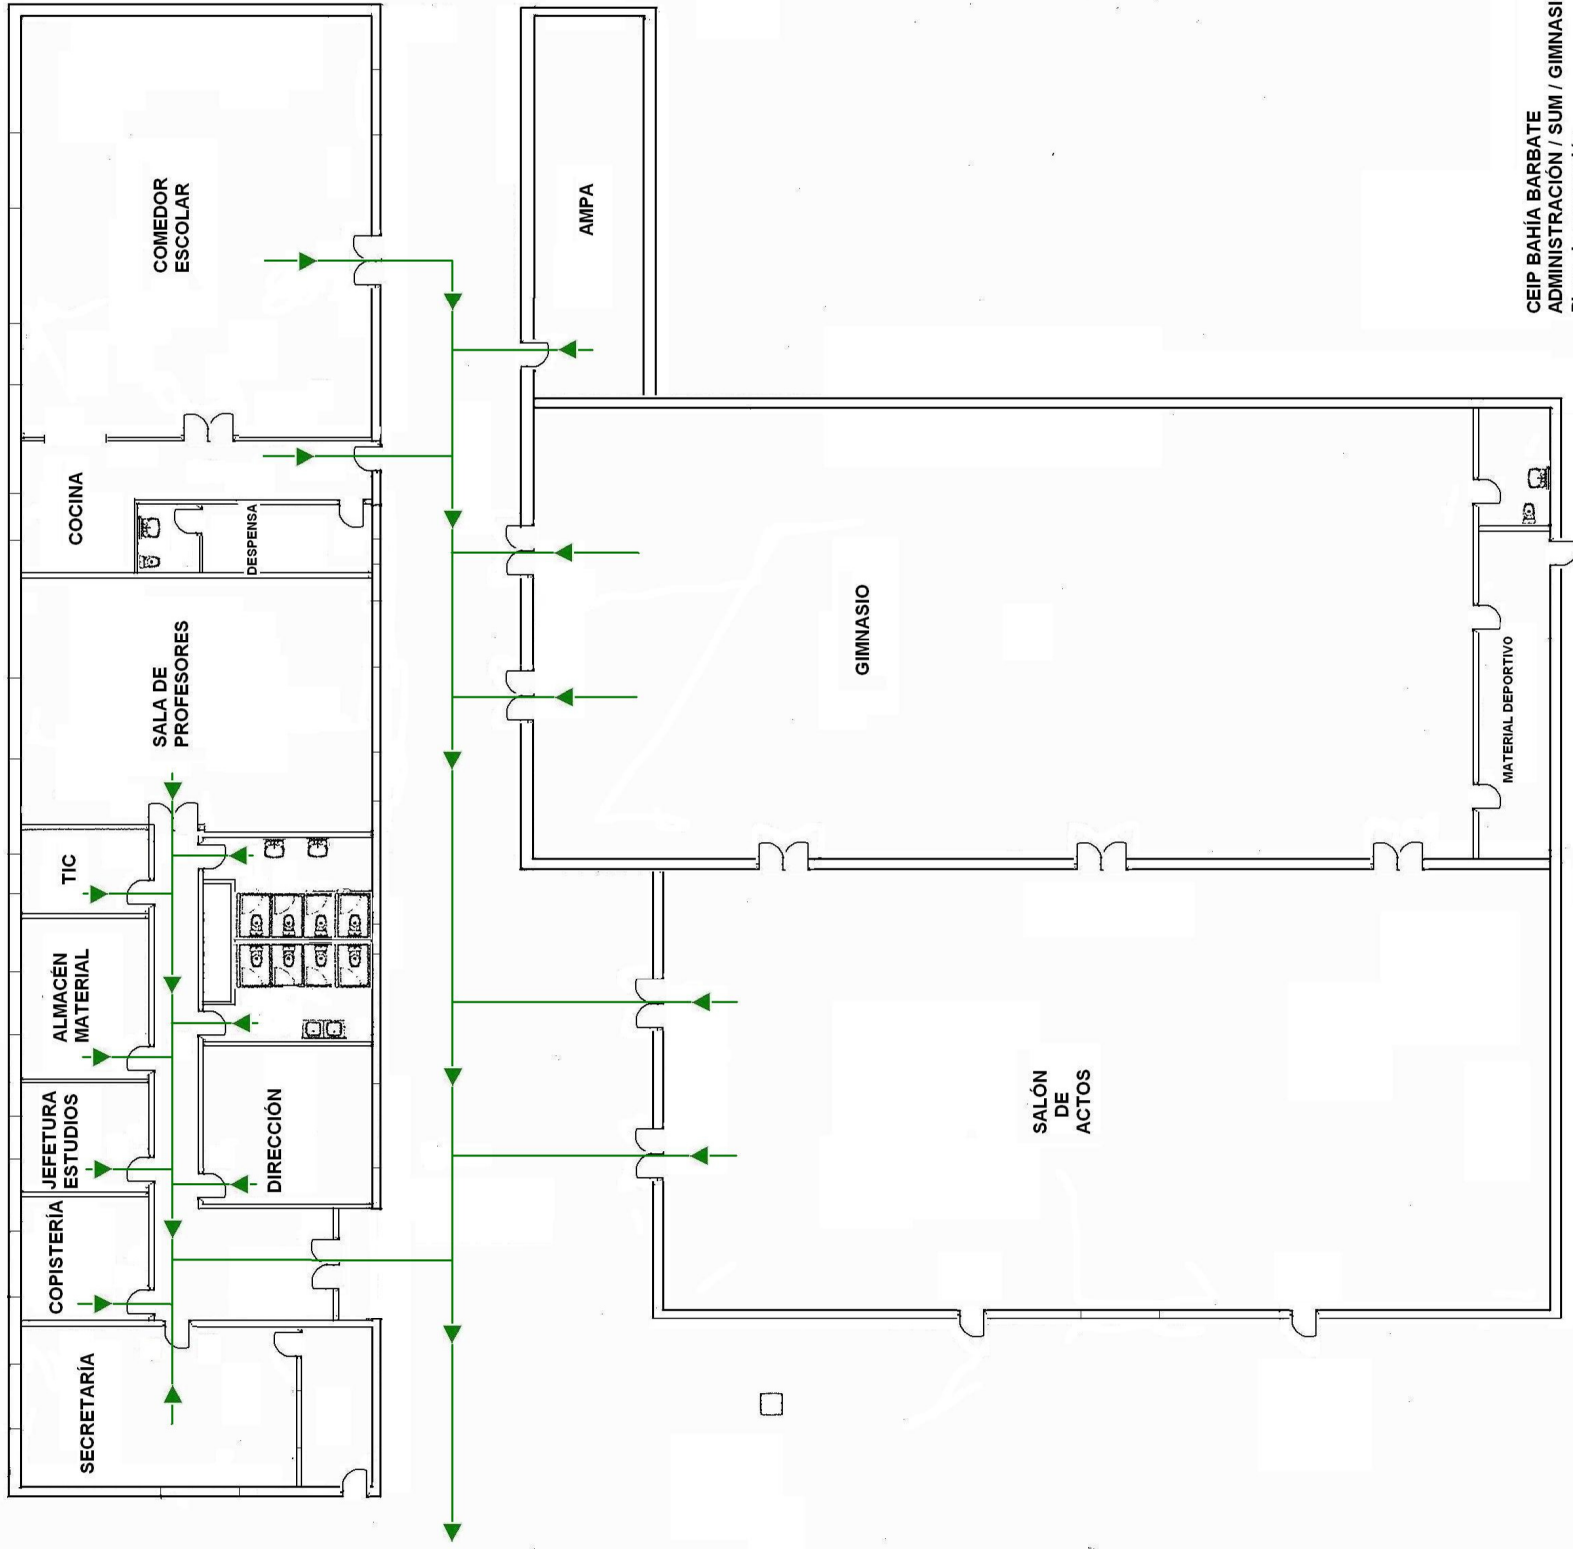 SECRETARÍA
COPISTERÍA
JEFETURA
ESTUDIOS
ALMACÉN
MATERIAL
TIC
SALA DE
PROFESORES
COCINA
DESPENSA
COMEDOR
ESCOLAR
DIRECCIÓN
AMPA
GIMNASIO
SALÓN
DE
ACTOS
MATERIAL DEPORTIVO
CEIP BAHÍA BARBATE
ADMINISTRACIÓN / SUM / GIMNASI